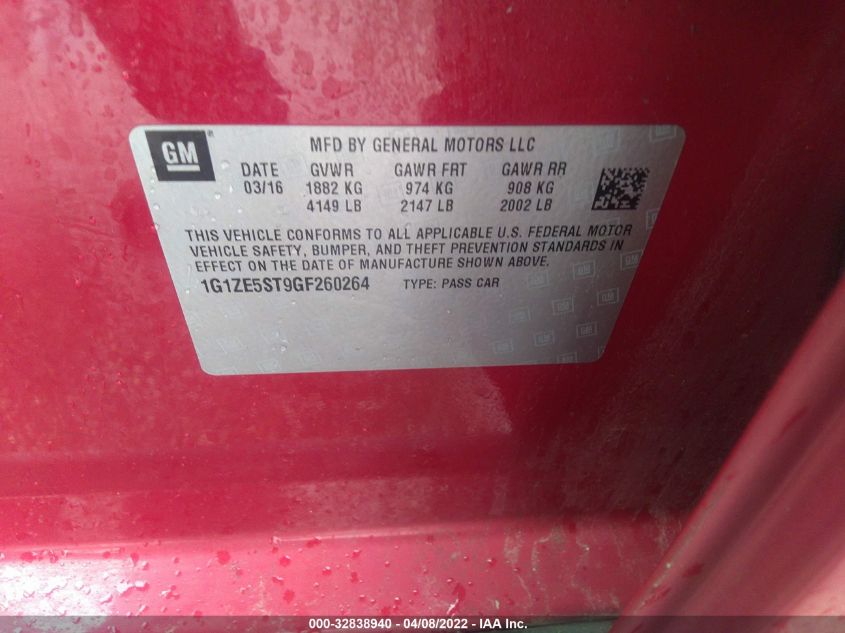 GM ®
MFD BY GENERAL MOTORS LLC
DATE GVWR GAWR FRT GAWR RR
03/16 1882 KG 974 KG 908 KG
4149 LB 2147 LB 2002 LB
THIS VEHICLE CONFORMS TO ALL APPLICABLE U.S. FEDERAL MOTOR
VEHICLE SAFETY, BUMPER, AND THEFT PREVENTION STANDARDS IN
EFFECT ON THE DATE OF MANUFACTURE SHOWN ABOVE.
1G1ZE5ST9GF260264 TYPE: PASS CAR
000-32838940 - 04/08/2022 - IAA Inc.